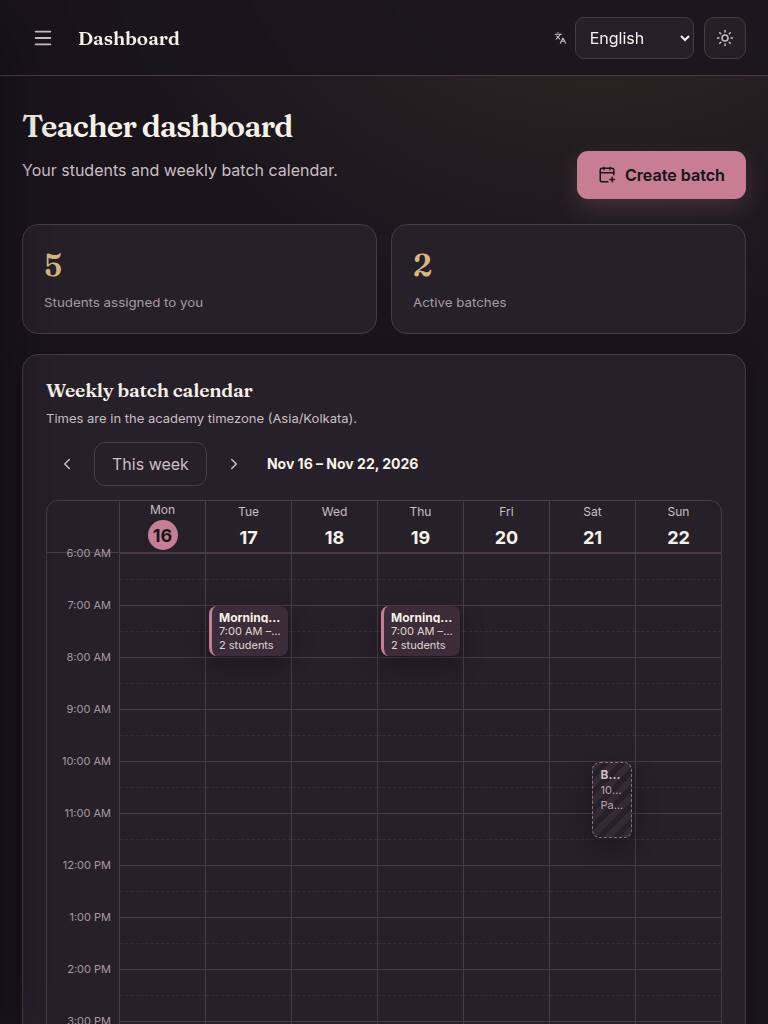 Dashboard
English
Teacher dashboard
Your students and weekly batch calendar.
Create batch
5
Students assigned to you
2
Active batches
Weekly batch calendar
Times are in the academy timezone (Asia/Kolkata).
This week
Nov 16 – Nov 22, 2026
Mon Tue Wed Thu Fri Sat Sun
16 17 18 19 20 21 22
6:00 AM
7:00 AM
Morning... Morning...
7:00 AM –... 7:00 AM –...
2 students 2 students
8:00 AM
9:00 AM
10:00 AM
B...
10...
Pa...
11:00 AM
12:00 PM
1:00 PM
2:00 PM
3:00 PM